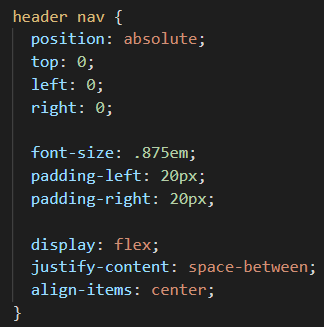 header nav {
position: absolute;
top: 0;
left: 0;
right: 0;
font-size: .875em;
padding-left: 20px;
padding-right: 20px;
display: flex;
justify-content: space-between;
align-items: center;
}